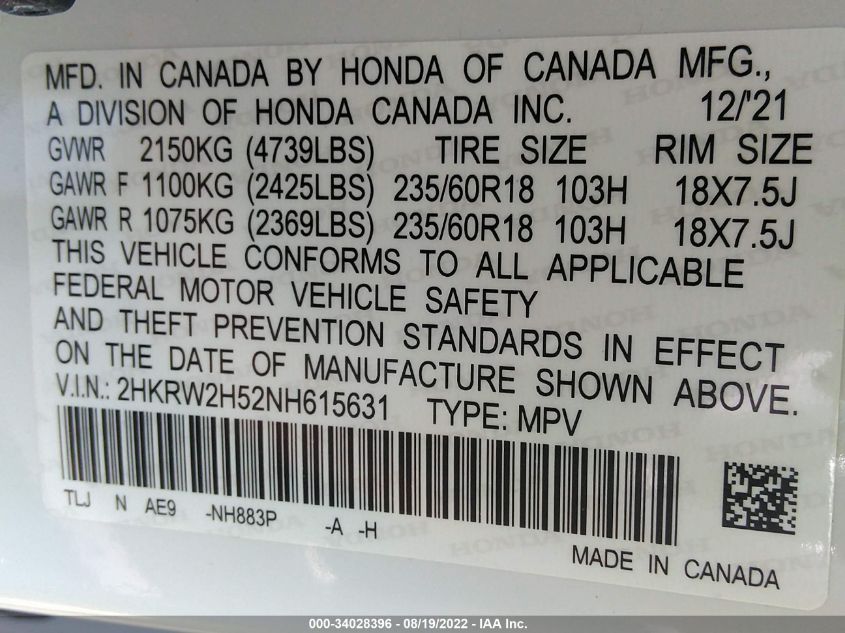 MFD. IN CANADA BY HONDA OF CANADA MFG.,
A DIVISION OF HONDA CANADA INC. 12/'21
GVWR 2150KG (4739LBS) TIRE SIZE RIM SIZE
GAWR F 1100KG (2425LBS) 235/60R18 103H 18X7.5J
GAWR R 1075KG (2369LBS) 235/60R18 103H 18X7.5J
THIS VEHICLE CONFORMS TO ALL APPLICABLE
FEDERAL MOTOR VEHICLE SAFETY
AND THEFT PREVENTION STANDARDS IN EFFECT
ON THE DATE OF MANUFACTURE SHOWN ABOVE.
V.I.N.: 2HKRW2H52NH615631 TYPE: MPV
TLJ N AE9 -NH883P -A -H
MADE IN CANADA
000-34028396 - 08/19/2022 - IAA Inc.